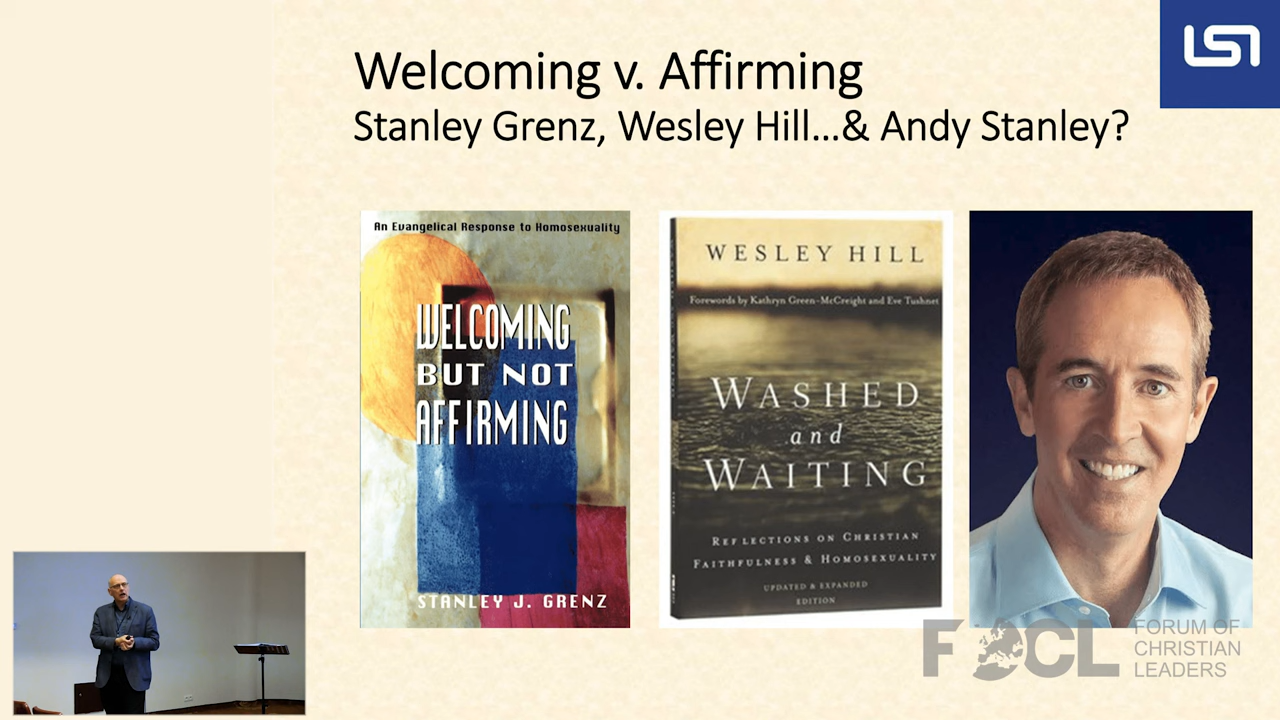 Welcoming v. Affirming
Stanley Grenz, Wesley Hill...& Andy Stanley?
An Evangelical Response to Homosexuality
WELCOMING
BUT NOT
AFFIRMING
STANLEY J. GRENZ
WESLEY HILL
Forewords by Kathryn Green-McCreight and Eve Tushnet
WASHED
and
WAITING
REFLECTIONS ON CHRISTIAN
FAITHFULNESS & HOMOSEXUALITY
UPDATED & EXPANDED
EDITION
FOCL
FORUM OF
CHRISTIAN
LEADERS